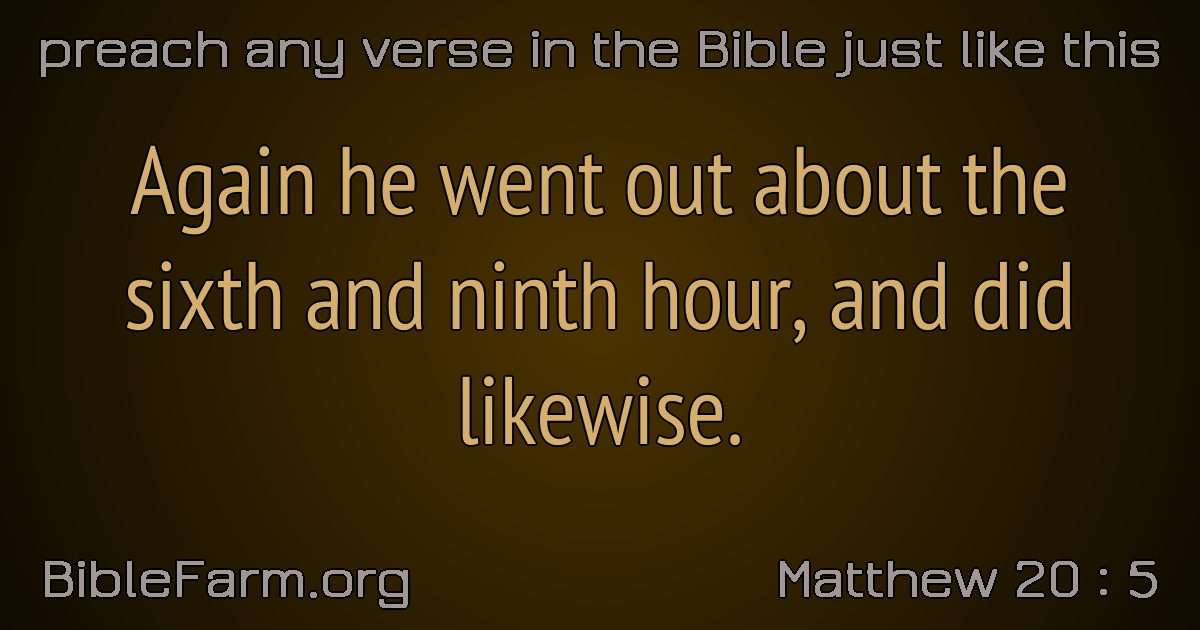 preach any verse in the Bible just like this
Again he went out about the
sixth and ninth hour, and did
likewise.
BibleFarm.org
Matthew 20 : 5